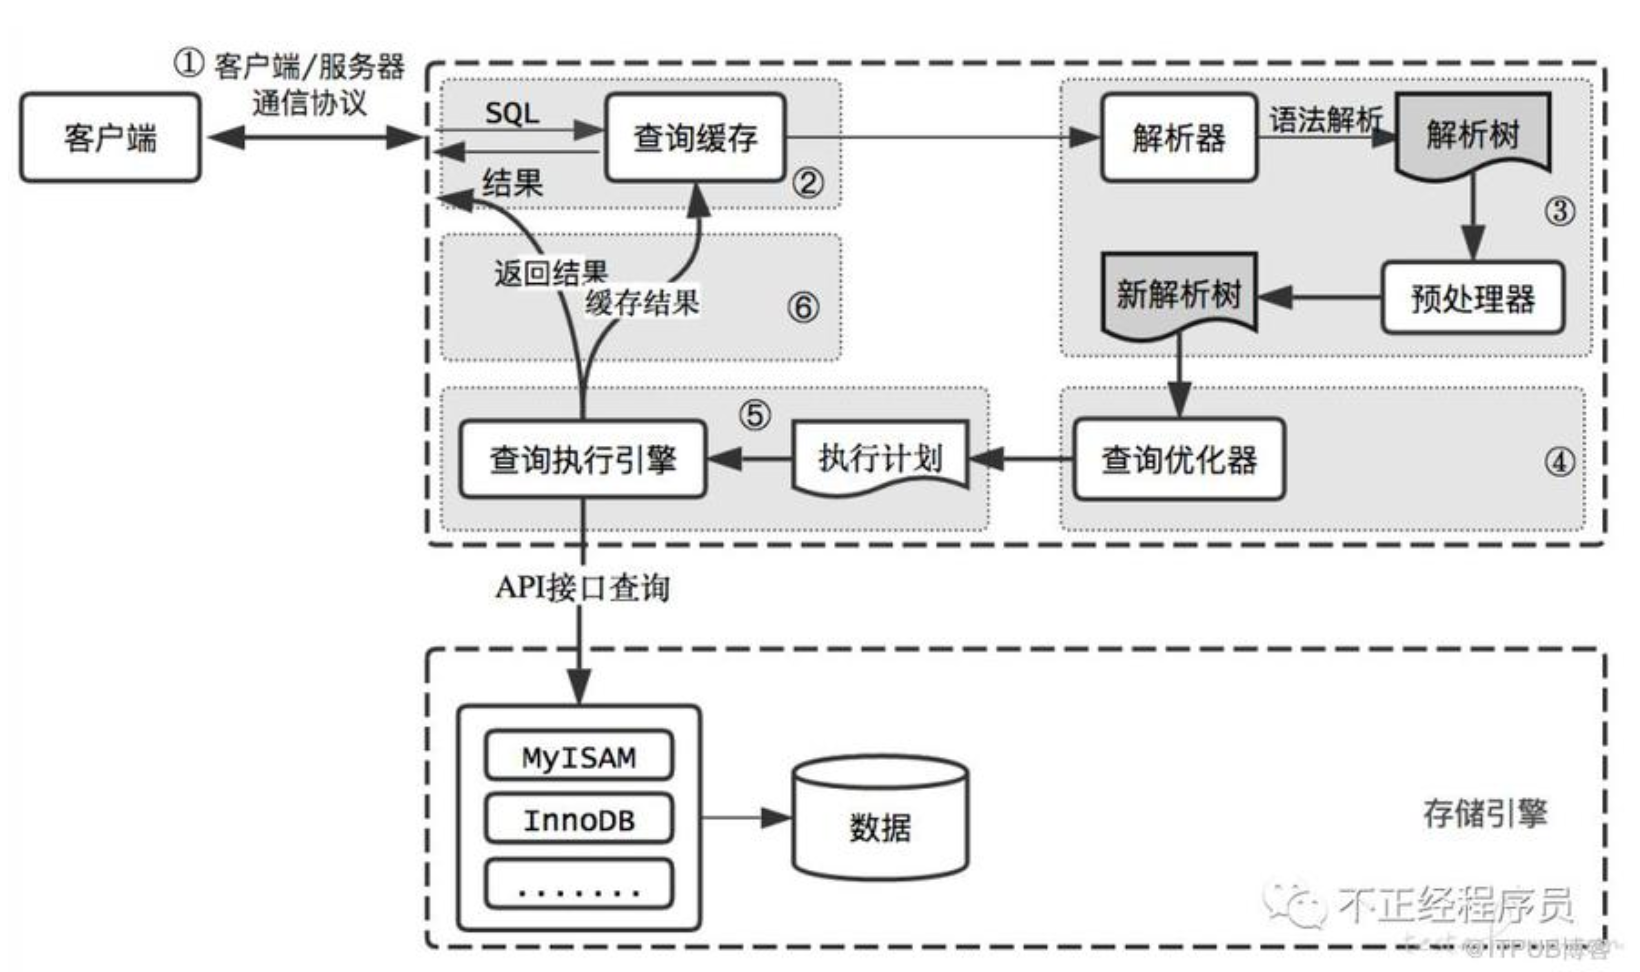 ① 客户端/服务器
通信协议
客户端
SQL
查询缓存
结果
②
解析器
语法解析
解析树
③
新解析树
预处理器
返回结果
缓存结果
⑥
查询执行引擎
⑤
执行计划
查询优化器
④
API接口查询
MyISAM
InnoDB
.......
数据
存储引擎
不正经程序员
@ITPUB博客